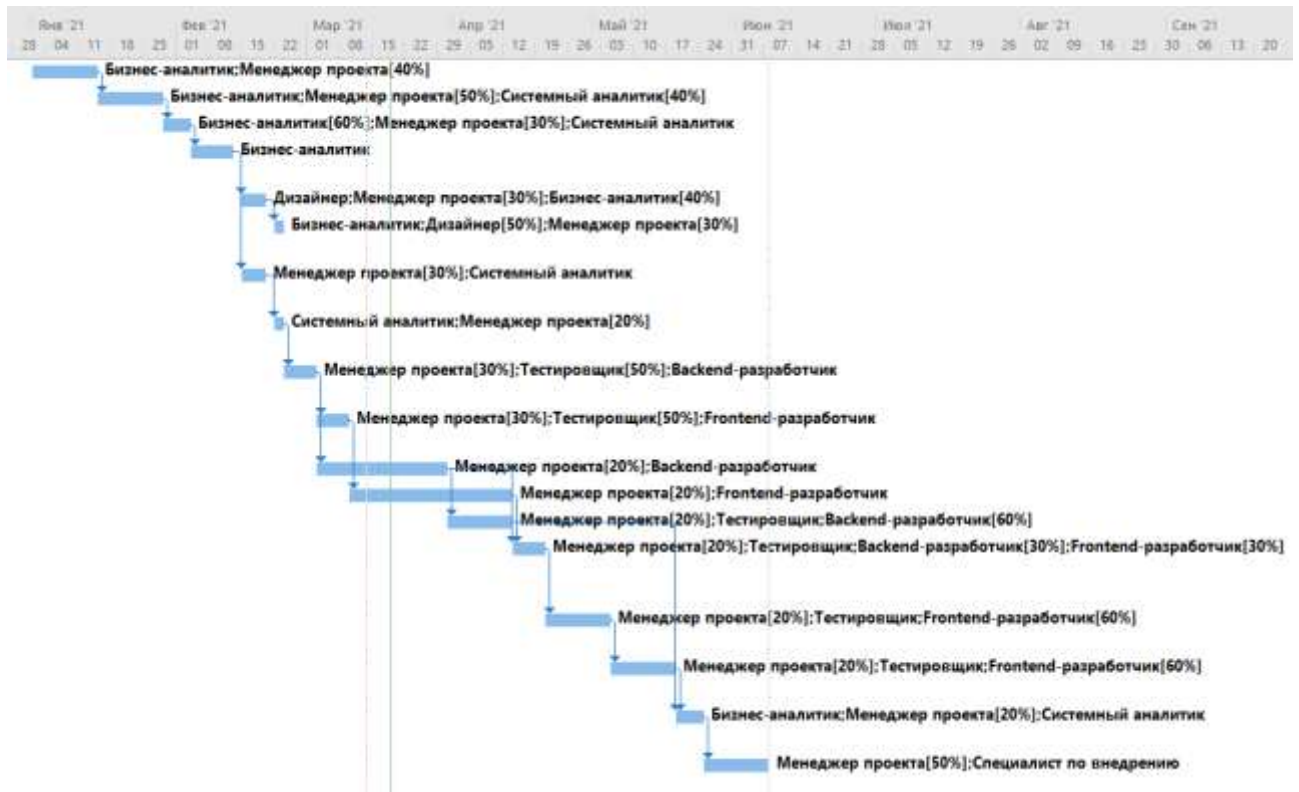 Янв '21 Фев '21 Мар '21 Апр '21 Май '21 Июн '21 Июл '21 Авг '21 Сен '21
28 04 11 18 25 01 08 15 22 01 08 15 22 29 05 12 19 26 03 10 17 24 31 07 14 21 28 05 12 19 26 02 09 16 23 30 06 13 20
Бизнес-аналитик;Менеджер проекта[40%]
Бизнес-аналитик;Менеджер проекта[50%];Системный аналитик[40%]
Бизнес-аналитик[60%];Менеджер проекта[30%];Системный аналитик
Бизнес-аналитик
Дизайнер;Менеджер проекта[30%];Бизнес-аналитик[40%]
Бизнес-аналитик;Дизайнер[50%];Менеджер проекта[30%]
Менеджер проекта[30%];Системный аналитик
Системный аналитик;Менеджер проекта[20%]
Менеджер проекта[30%];Тестировщик[50%];Backend-разработчик
Менеджер проекта[30%];Тестировщик[50%];Frontend-разработчик
Менеджер проекта[20%];Backend-разработчик
Менеджер проекта[20%];Frontend-разработчик
Менеджер проекта[20%];Тестировщик;Backend-разработчик[60%]
Менеджер проекта[20%];Тестировщик;Backend-разработчик[30%];Frontend-разработчик[30%]
Менеджер проекта[20%];Тестировщик;Frontend-разработчик[60%]
Менеджер проекта[20%];Тестировщик;Frontend-разработчик[60%]
Бизнес-аналитик;Менеджер проекта[20%];Системный аналитик
Менеджер проекта[50%];Специалист по внедрению